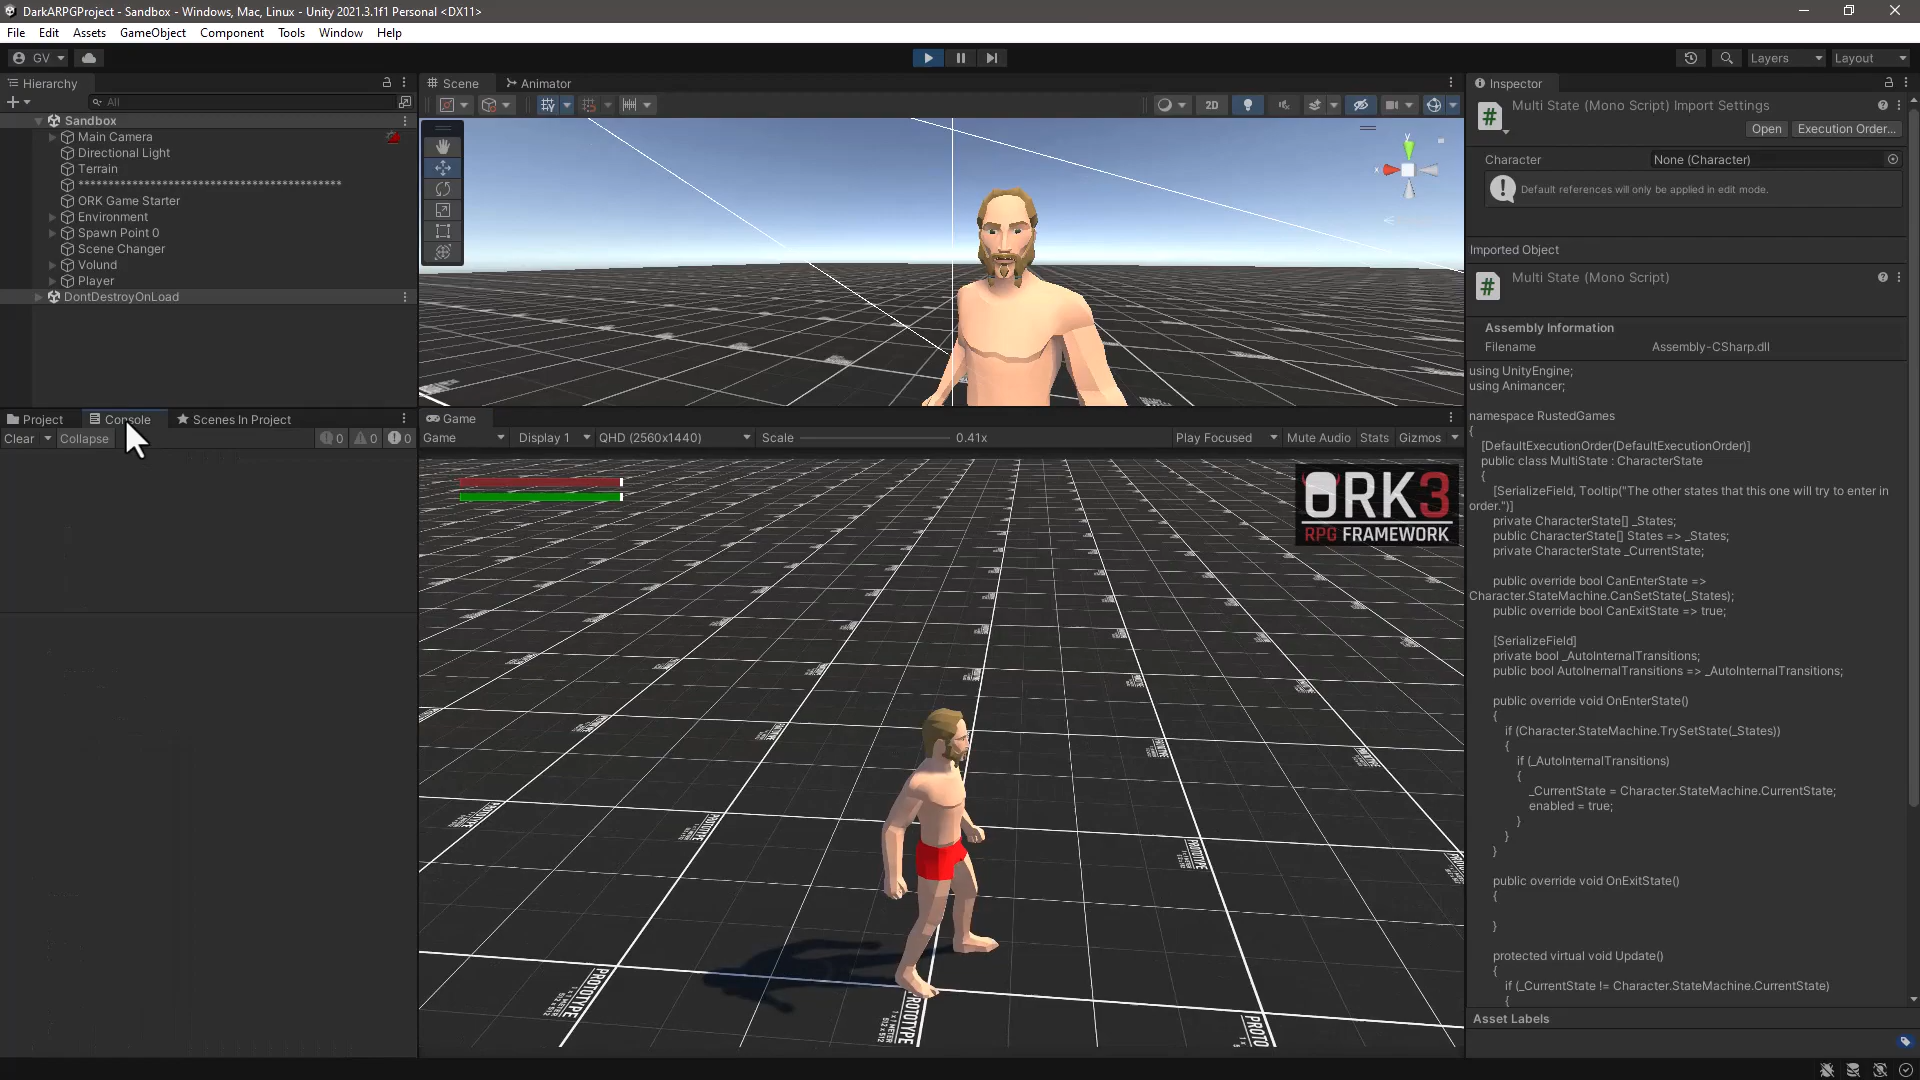 DarkARPGProject - Sandbox - Windows, Mac, Linux - Unity 2021.3.1f1 Personal <DX11>
File Edit Assets GameObject Component Tools Window Help
GV
Layers
Layout
Hierarchy
All
Sandbox
Main Camera
Directional Light
Terrain
********************************************
ORK Game Starter
Environment
Spawn Point 0
Scene Changer
Volund
Player
DontDestroyOnLoad
Scene
Animator
2D
y
x
Project
Console
Scenes In Project
Clear
Collapse
0
0
0
Game
Game
Display 1
QHD (2560x1440)
Scale
0.41x
Play Focused
Mute Audio
Stats
Gizmos
ORK3
RPG FRAMEWORK
PROTOTYPE
PROTOTYPE
PROTOTYPE
PROTOTYPE
Inspector
Multi State (Mono Script) Import Settings
Open
Execution Order...
Character
None (Character)
Default references will only be applied in edit mode.
Imported Object
Multi State (Mono Script)
Assembly Information
Filename
Assembly-CSharp.dll
using UnityEngine;
using Animancer;
namespace RustedGames
{
[DefaultExecutionOrder(DefaultExecutionOrder)]
public class MultiState : CharacterState
{
[SerializeField, Tooltip("The other states that this one will try to enter in
order.")]
private CharacterState[] _States;
public CharacterState[] States => _States;
private CharacterState _CurrentState;
public override bool CanEnterState =>
Character.StateMachine.CanSetState(_States);
public override bool CanExitState => true;
[SerializeField]
private bool _AutoInternalTransitions;
public bool AutoInternalTransitions => _AutoInternalTransitions;
public override void OnEnterState()
{
if (Character.StateMachine.TrySetState(_States))
{
if (_AutoInternalTransitions)
{
_CurrentState = Character.StateMachine.CurrentState;
enabled = true;
}
}
}
public override void OnExitState()
{
}
protected virtual void Update()
{
if (_CurrentState != Character.StateMachine.CurrentState)
{
Asset Labels